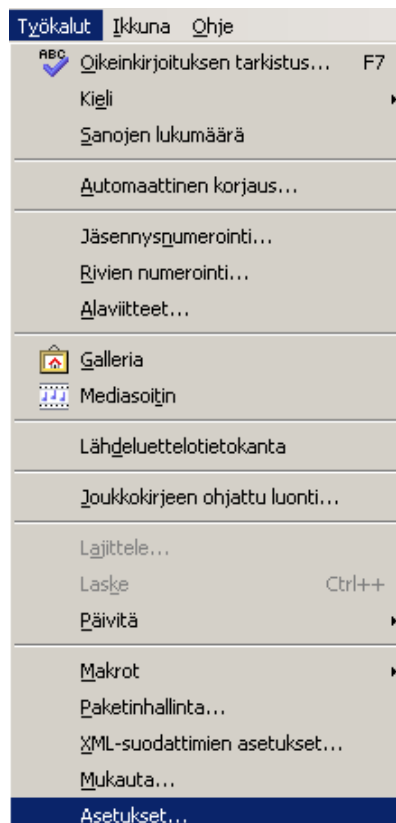 Työkalut Ikkuna Ohje
ABC Oikeinkirjoituksen tarkistus... F7
Kieli
Sanojen lukumäärä
Automaattinen korjaus...
Jäsennysnumerointi...
Rivien numerointi...
Alaviitteet...
Galleria
Mediasoitin
Lähdeluettelotietokanta
Joukkokirjeen ohjattu luonti...
Lajittele...
Laske Ctrl++
Päivitä
Makrot
Paketinhallinta...
XML-suodattimien asetukset...
Mukauta...
Asetukset...